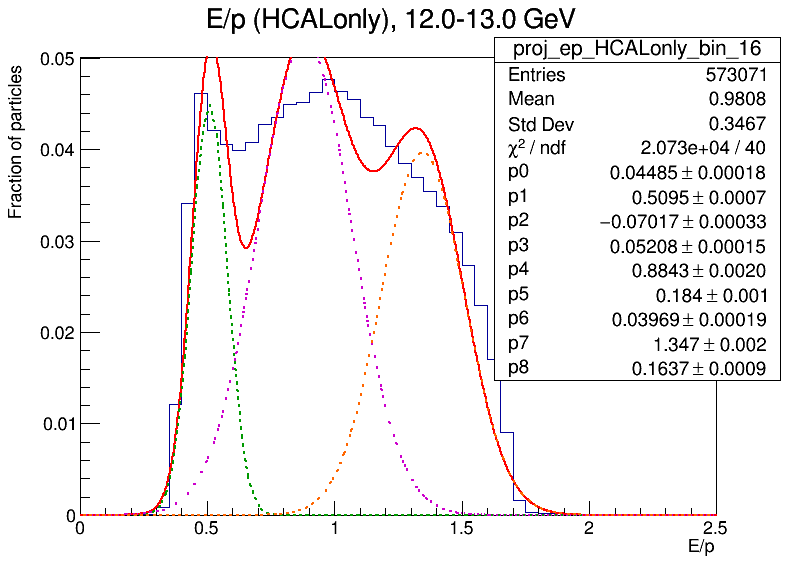 E/p (HCALonly), 12.0-13.0 GeV
proj_ep_HCALonly_bin_16
Entries 573071
Mean 0.9808
Std Dev 0.3467
χ² / ndf 2.073e+04 / 40
p0 0.04485 ± 0.00018
p1 0.5095 ± 0.0007
p2 −0.07017 ± 0.00033
p3 0.05208 ± 0.00015
p4 0.8843 ± 0.0020
p5 0.184 ± 0.001
p6 0.03969 ± 0.00019
p7 1.347 ± 0.002
p8 0.1637 ± 0.0009
Fraction of particles
0.05
0.04
0.03
0.02
0.01
0
0 0.5 1 1.5 2 2.5
E/p